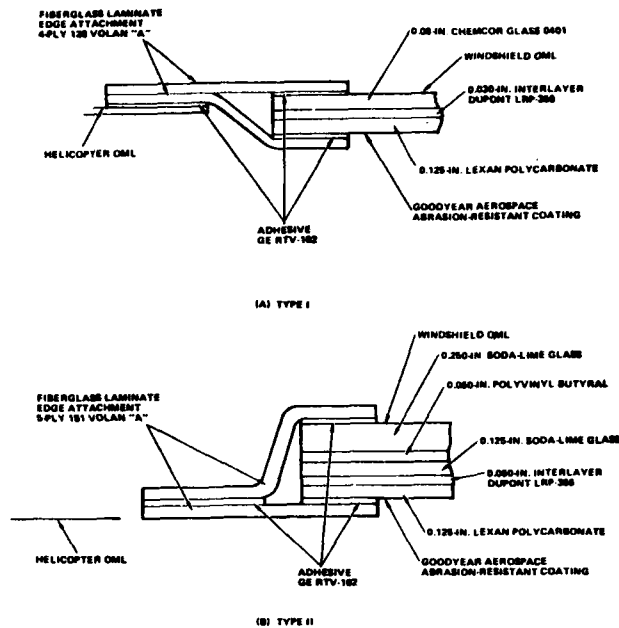 FIBERGLASS LAMINATE
EDGE ATTACHMENT
4-PLY 128 VOLAN "A"
0.08-IN. CHEMCOR GLASS 0401
WINDSHIELD OML
0.030-IN. INTERLAYER
DUPONT LRP-386
HELICOPTER OML
0.125-IN. LEXAN POLYCARBONATE
ADHESIVE
GE RTV-102
GOODYEAR AEROSPACE
ABRASION-RESISTANT COATING
(A) TYPE I
WINDSHIELD OML
0.250-IN SODA-LIME GLASS
0.050-IN. POLYVINYL BUTYRAL
FIBERGLASS LAMINATE
EDGE ATTACHMENT
5-PLY 181 VOLAN "A"
0.125-IN. SODA-LIME GLASS
0.060-IN. INTERLAYER
DUPONT LRP-386
0.125-IN. LEXAN POLYCARBONATE
HELICOPTER OML
ADHESIVE
GE RTV-102
GOODYEAR AEROSPACE
ABRASION-RESISTANT COATING
(B) TYPE II